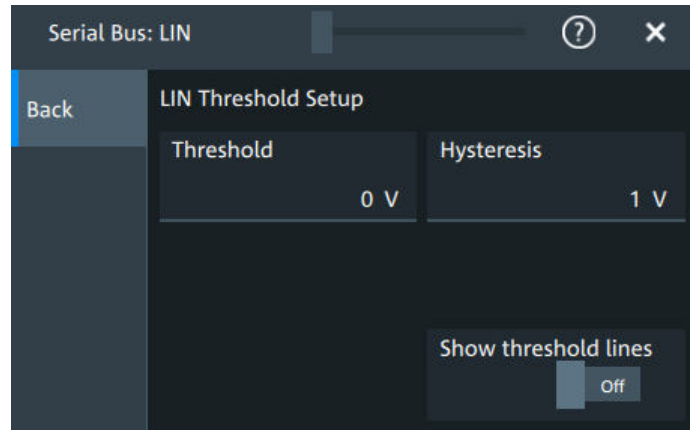 Serial Bus: LIN
?
Back
LIN Threshold Setup
Threshold
Hysteresis
0 V
1 V
Show threshold lines
Off